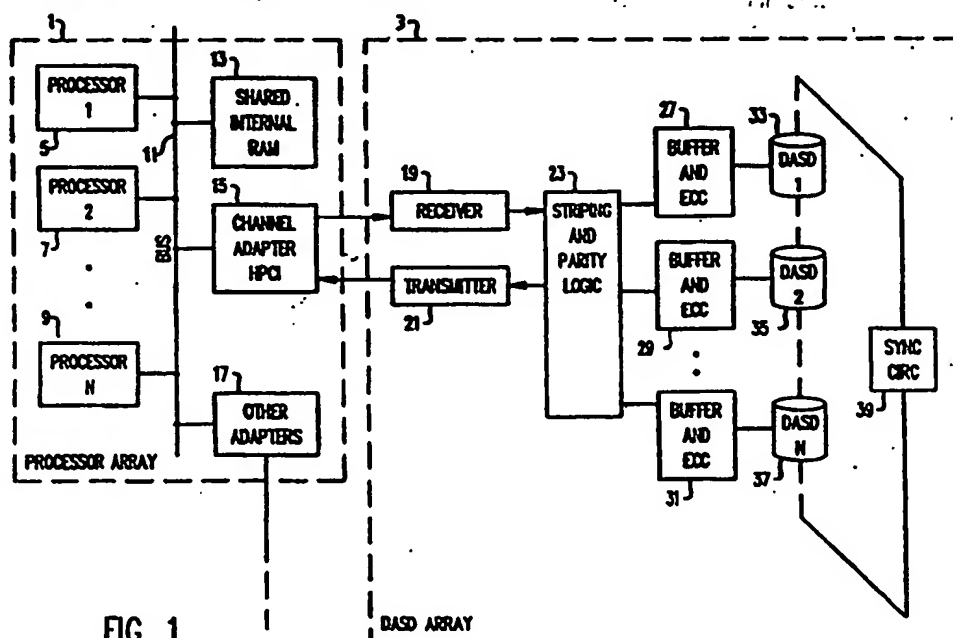 1
3
PROCESSOR
1
5
11
13
SHARED
INTERNAL
RAM
PROCESSOR
2
7
BUS
15
CHANNEL
ADAPTER
HPCI
19
RECEIVER
TRANSMITTER
21
23
STRIPING
AND
PARITY
LOGIC
27
BUFFER
AND
ECC
33
DASD
1
BUFFER
AND
ECC
29
DASD
2
35
SYNC
CIRC
39
9
PROCESSOR
N
17
OTHER
ADAPTERS
BUFFER
AND
ECC
31
DASD
N
37
PROCESSOR ARRAY
DASD ARRAY
FIG 1